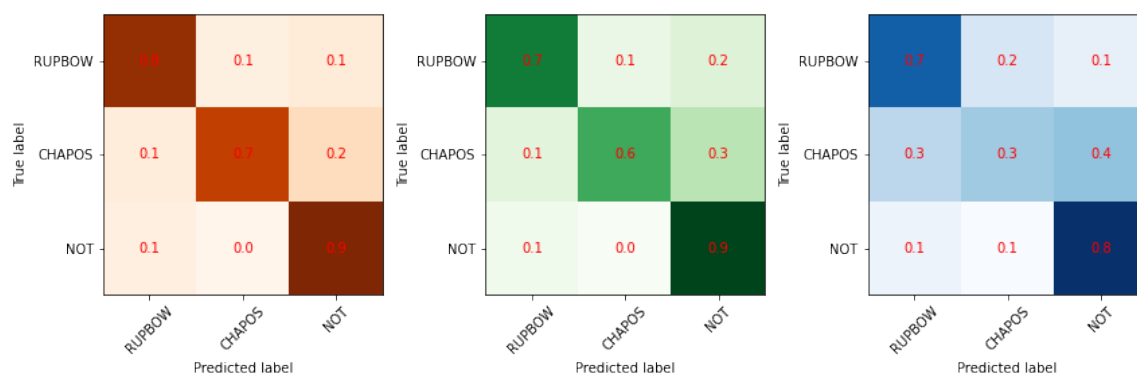 RUPBOW 0.8 0.1 0.1
CHAPOS 0.1 0.7 0.2
NOT 0.1 0.0 0.9
True label
RUPBOW CHAPOS NOT
Predicted label
RUPBOW 0.7 0.1 0.2
CHAPOS 0.1 0.6 0.3
NOT 0.1 0.0 0.9
True label
RUPBOW CHAPOS NOT
Predicted label
RUPBOW 0.7 0.2 0.1
CHAPOS 0.3 0.3 0.4
NOT 0.1 0.1 0.8
True label
RUPBOW CHAPOS NOT
Predicted label